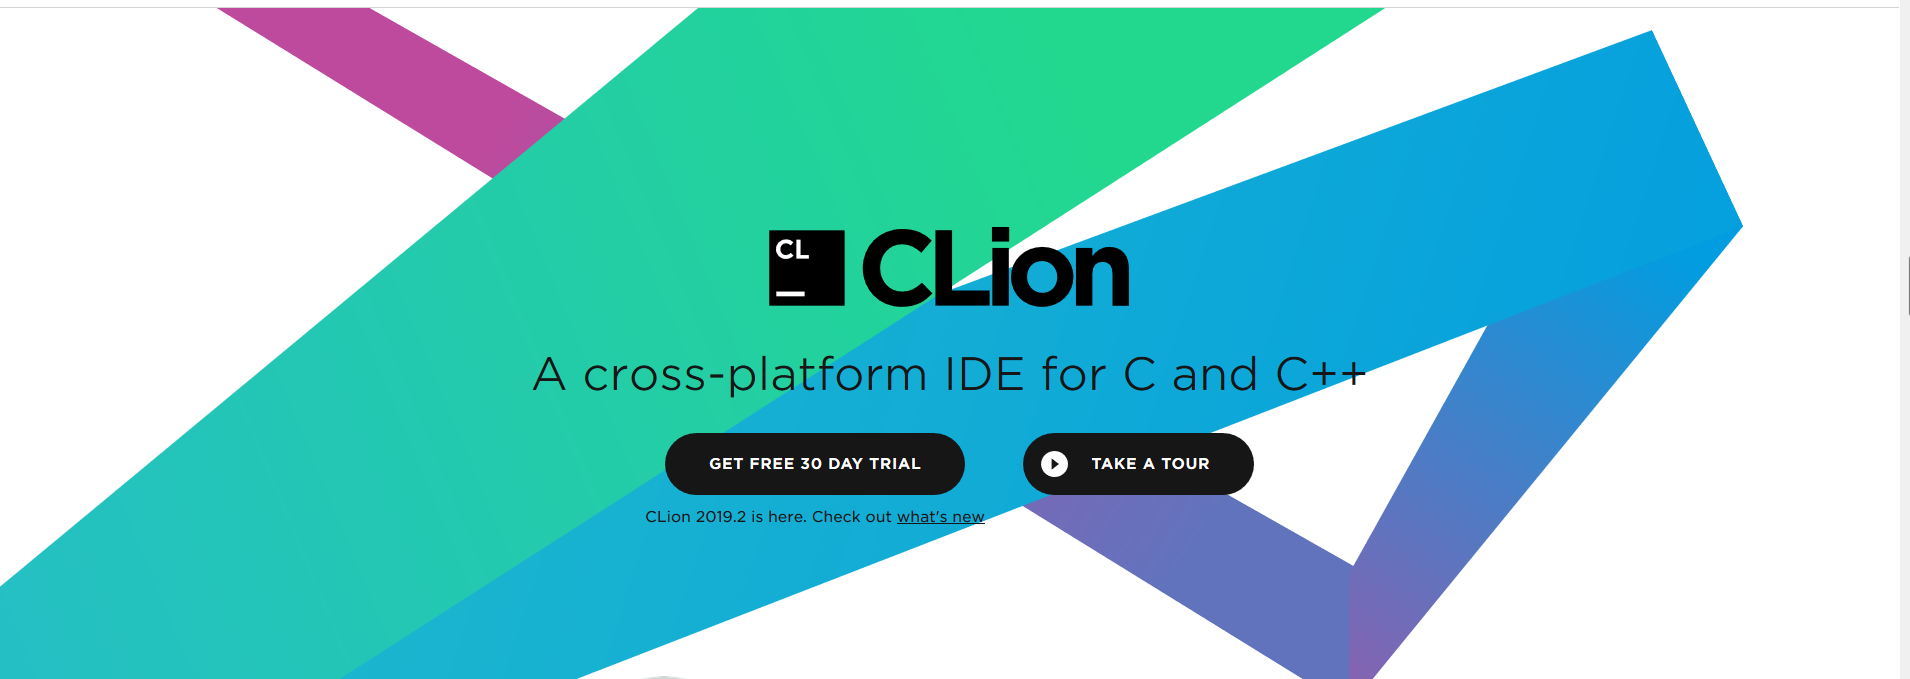 CL
CLion
A cross-platform IDE for C and C++
GET FREE 30 DAY TRIAL
TAKE A TOUR
CLion 2019.2 is here. Check out what's new